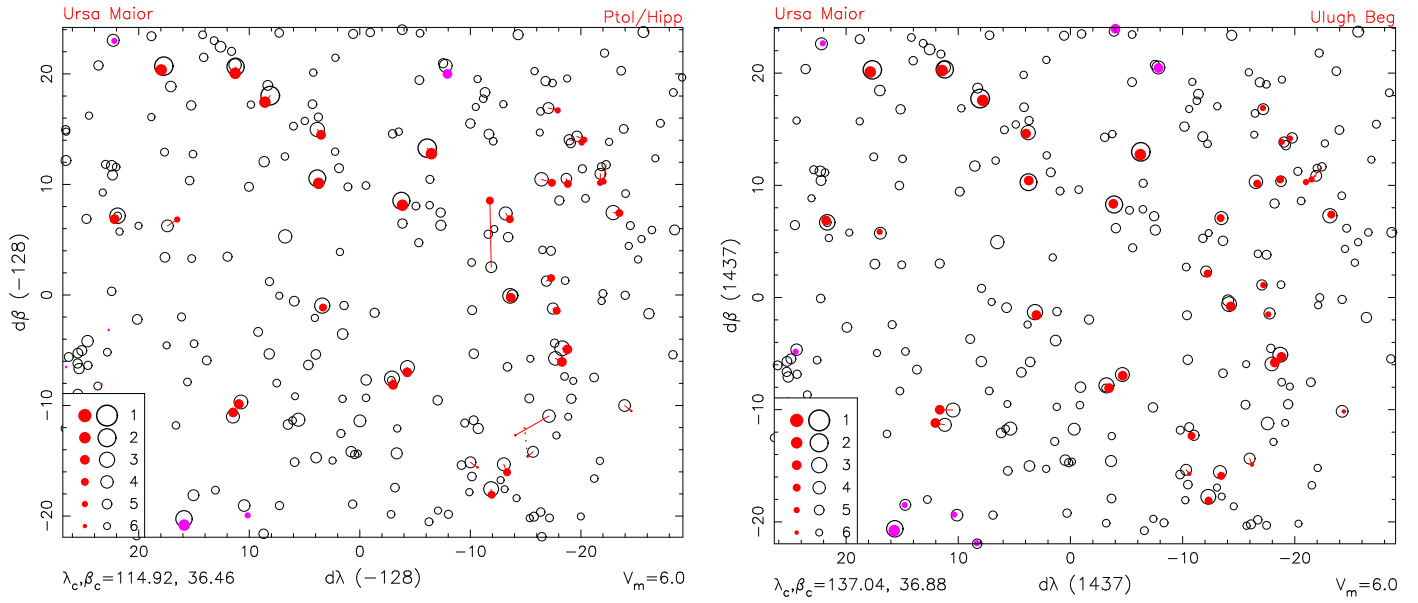 Ursa Maior
Ptol/Hipp
20
10
0
-10
-20
dβ (-128)
1
2
3
4
5
6
20
10
0
-10
-20
λc,βc=114.92, 36.46
dλ (-128)
Vm=6.0
Ursa Maior
Ulugh Beg
20
10
0
-10
-20
dβ (1437)
1
2
3
4
5
6
20
10
0
-10
-20
λc,βc=137.04, 36.88
dλ (1437)
Vm=6.0